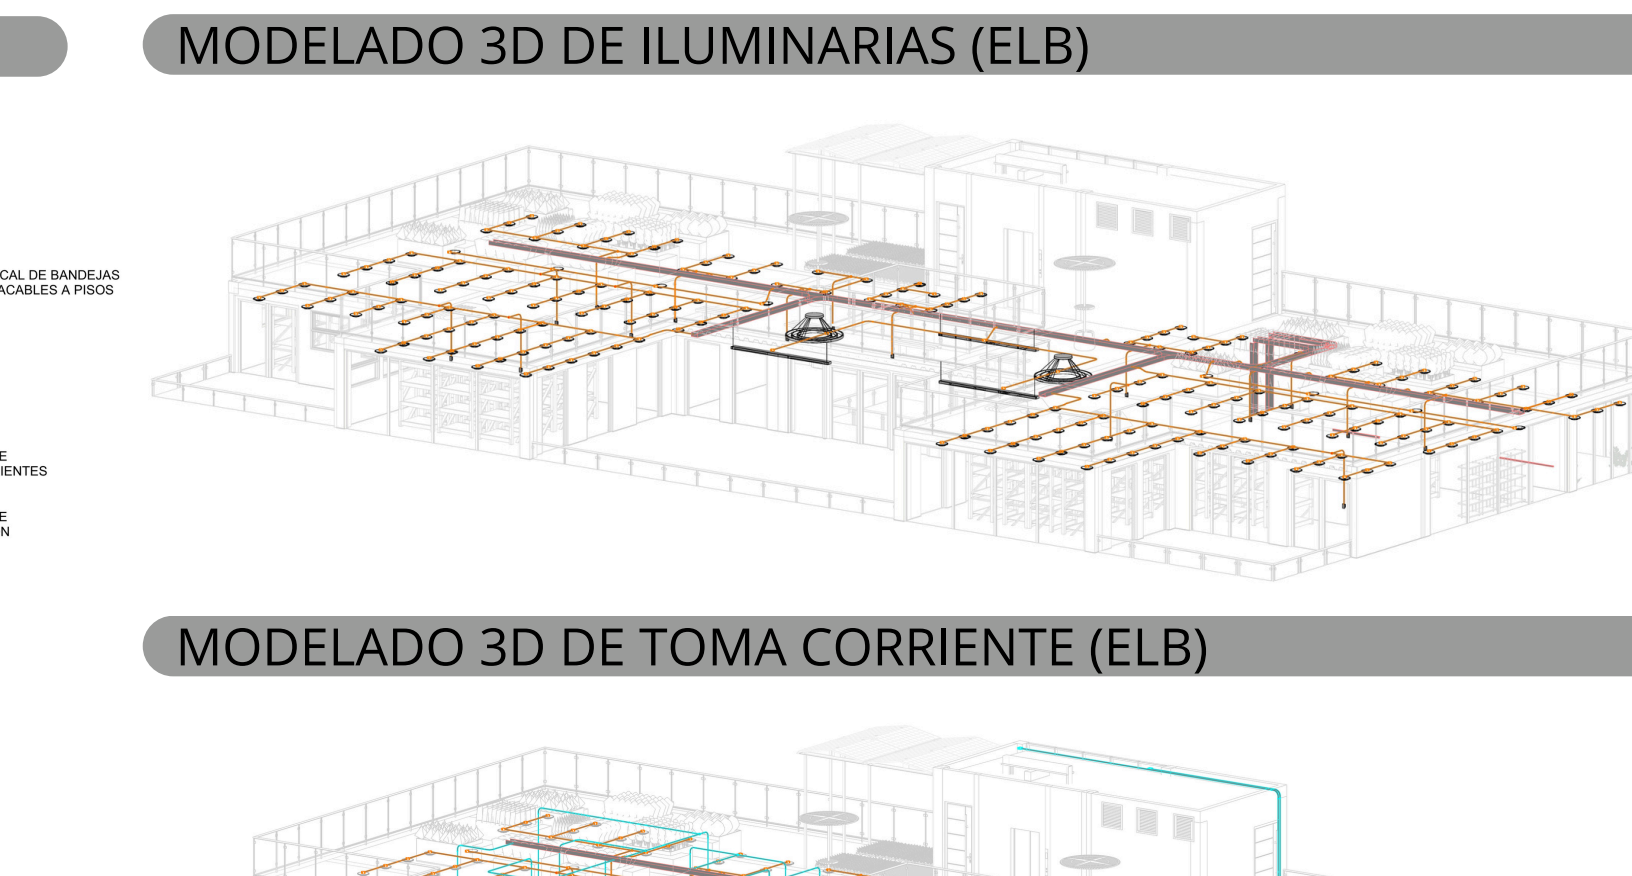 MODELADO 3D DE ILUMINARIAS (ELB)
CAL DE BANDEJAS
ACABLES A PISOS
E
IENTES
E
N
MODELADO 3D DE TOMA CORRIENTE (ELB)